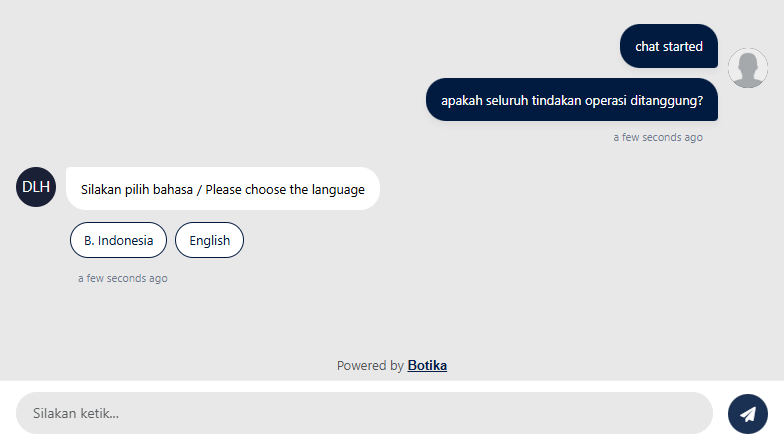 chat started
apakah seluruh tindakan operasi ditanggung?
a few seconds ago
DLH
Silakan pilih bahasa / Please choose the language
B. Indonesia
English
a few seconds ago
Powered by Botika
Silakan ketik...